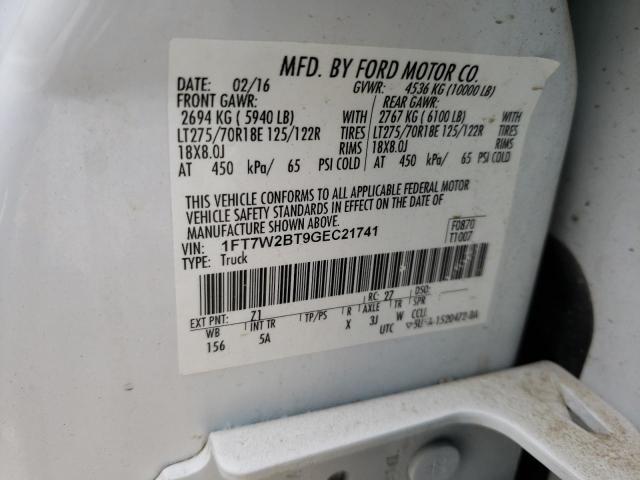 MFD. BY FORD MOTOR CO.
DATE: 02/16 GVWR: 4536 KG (10000 LB)
FRONT GAWR: REAR GAWR:
2694 KG ( 5940 LB) WITH 2767 KG ( 6100 LB) WITH
LT275/70R18E 125/122R TIRES LT275/70R18E 125/122R TIRES
18X8.0J RIMS 18X8.0J RIMS
AT 450 kPa/ 65 PSI COLD AT 450 kPa/ 65 PSI COLD
THIS VEHICLE CONFORMS TO ALL APPLICABLE FEDERAL MOTOR
VEHICLE SAFETY STANDARDS IN EFFECT ON THE DATE OF
MANUFACTURE SHOWN ABOVE.
VIN: 1FT7W2BT9GEC21741 F0870
TYPE: Truck T1007
EXT PNT: Z1 RC: 27 DSO:
WB INT TR TP/PS R AXLE TR SPR
156 5A X 3J W CCU
UTC